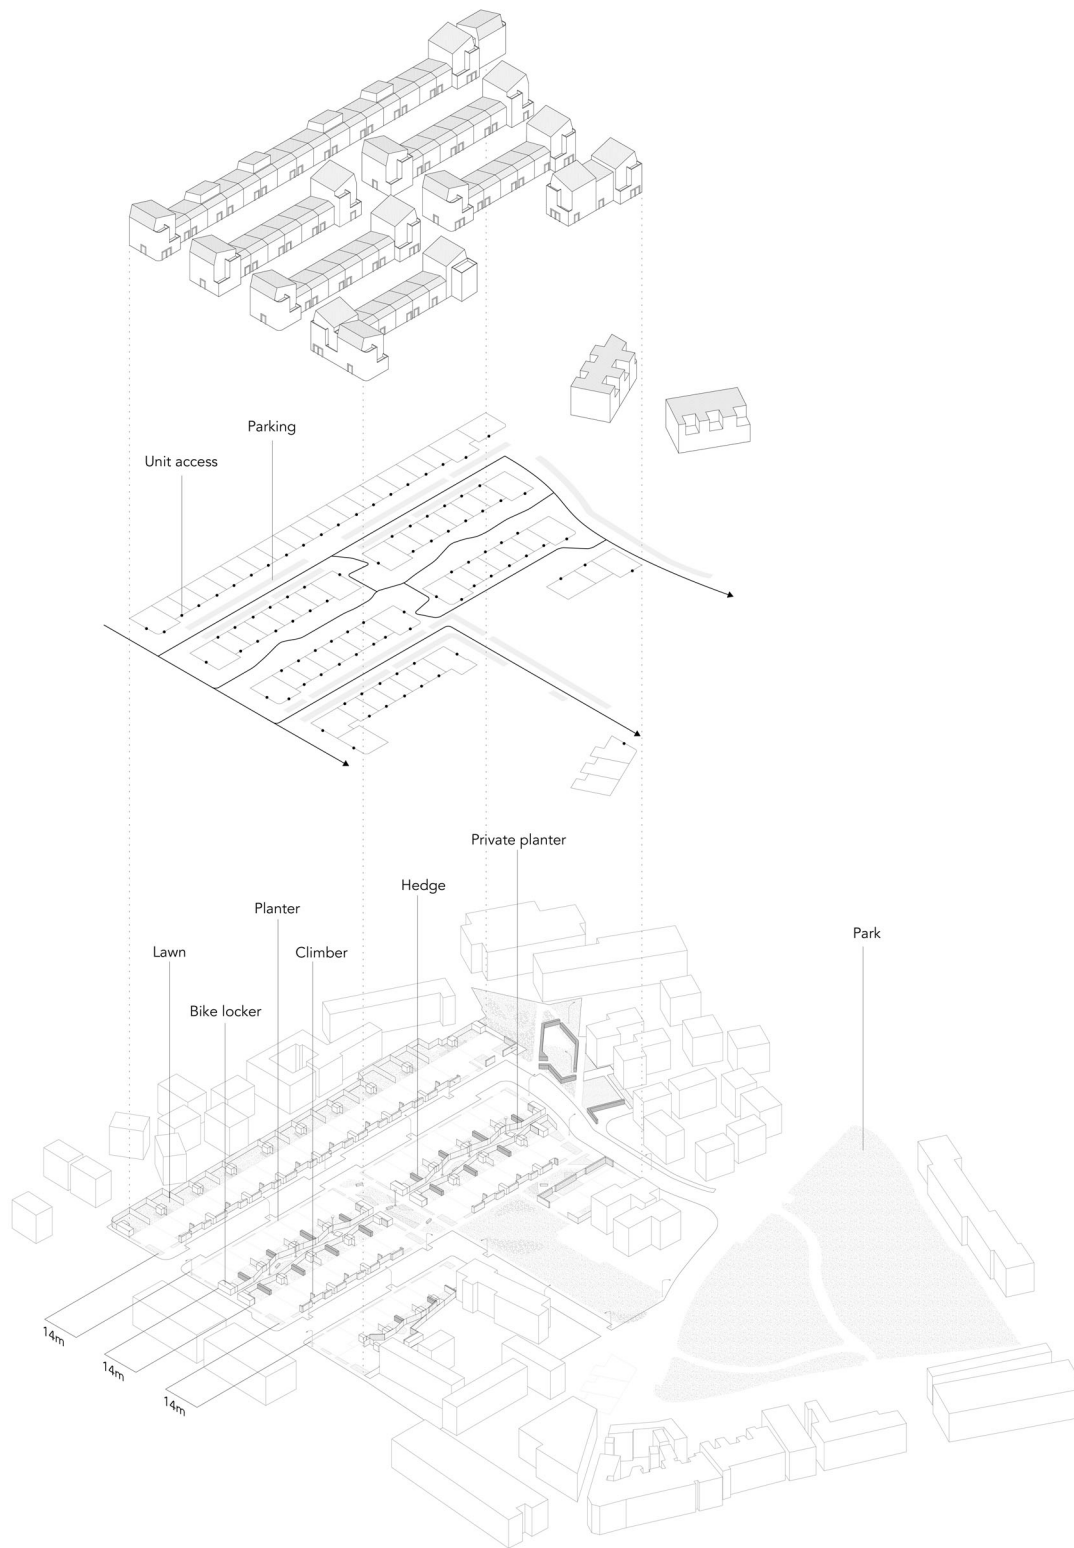 Parking
Unit access
Private planter
Hedge
Planter
Park
Lawn
Climber
Bike locker
14m
14m
14m